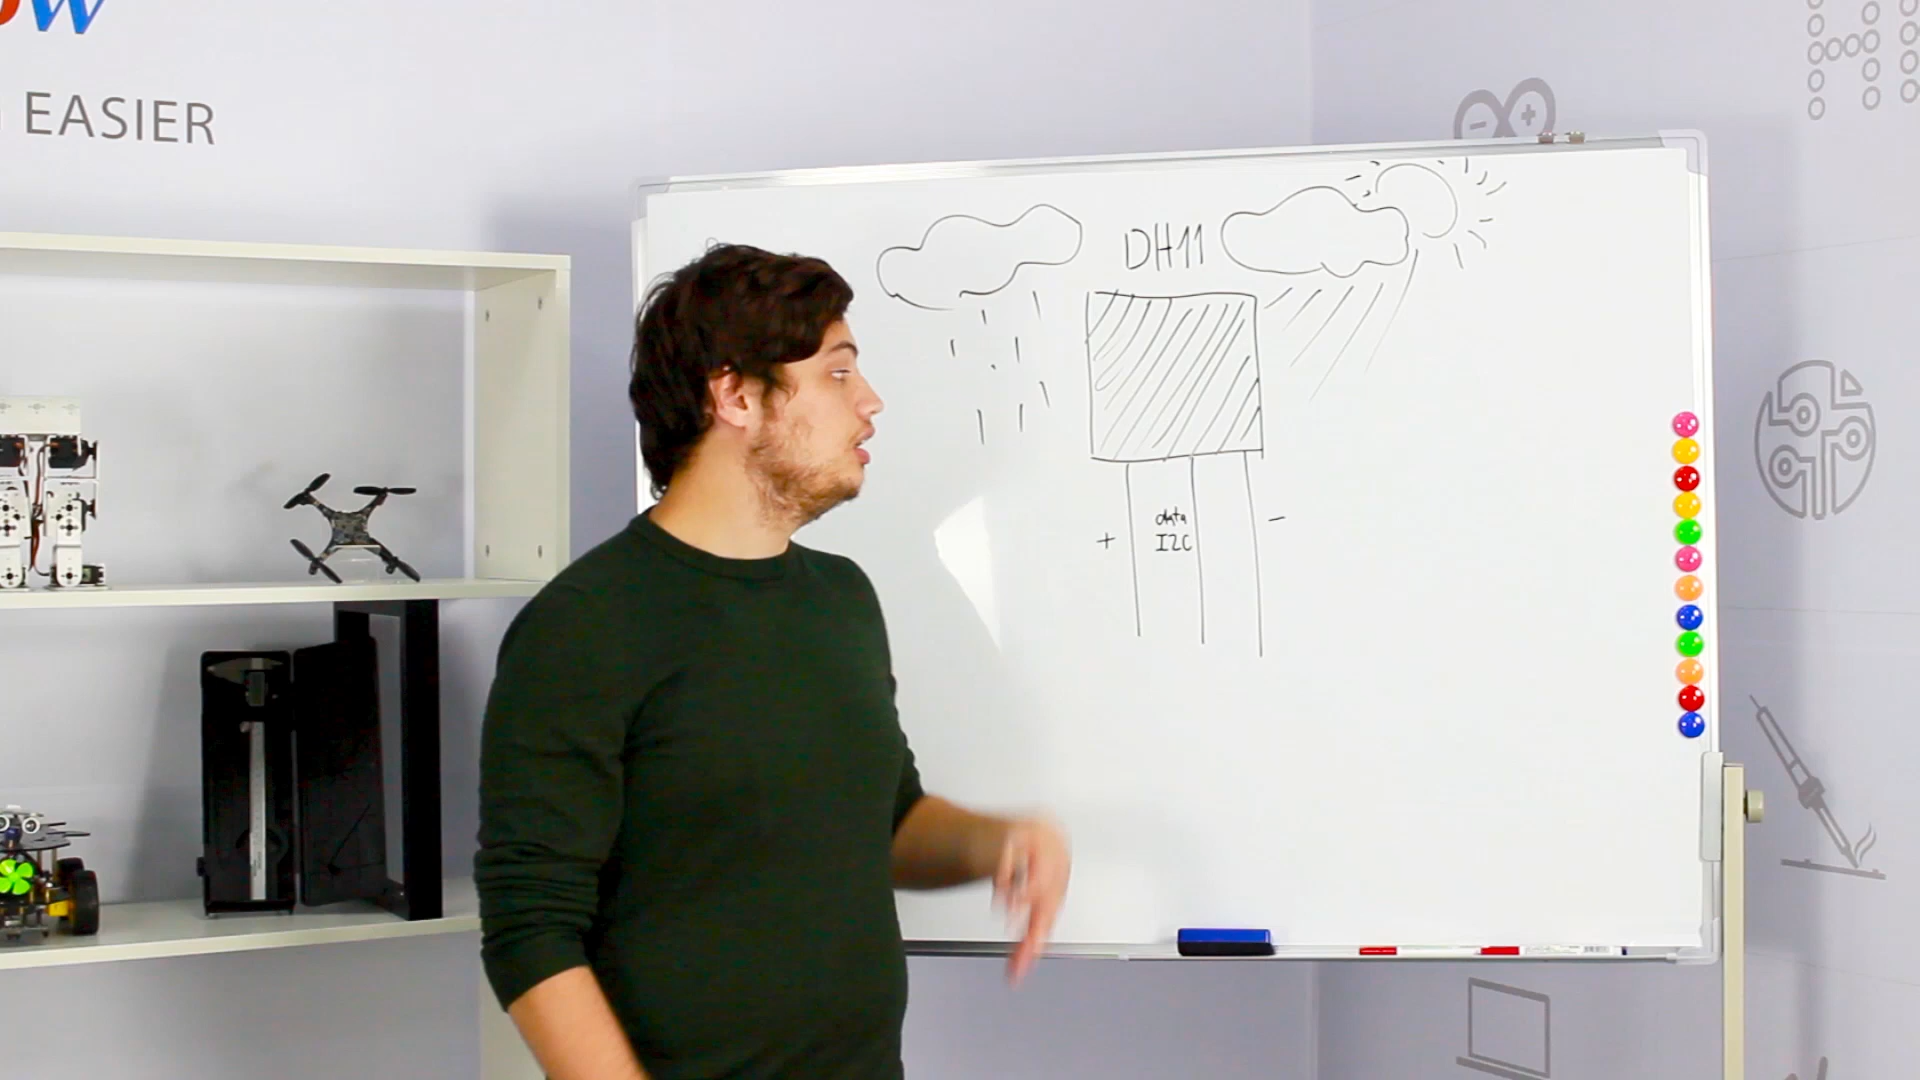 EASIER
DH11
data
I2C
+
-